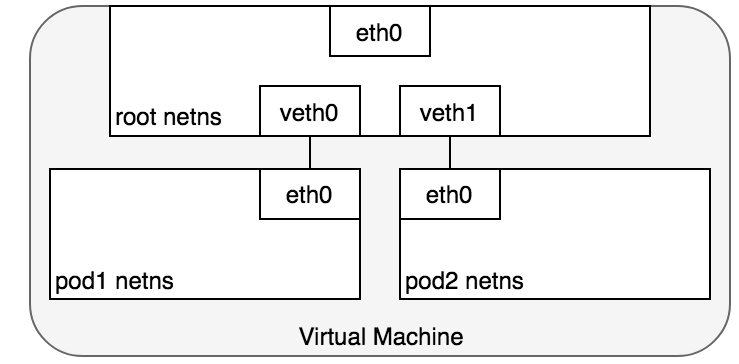 eth0
root netns
veth0
veth1
eth0
eth0
pod1 netns
pod2 netns
Virtual Machine